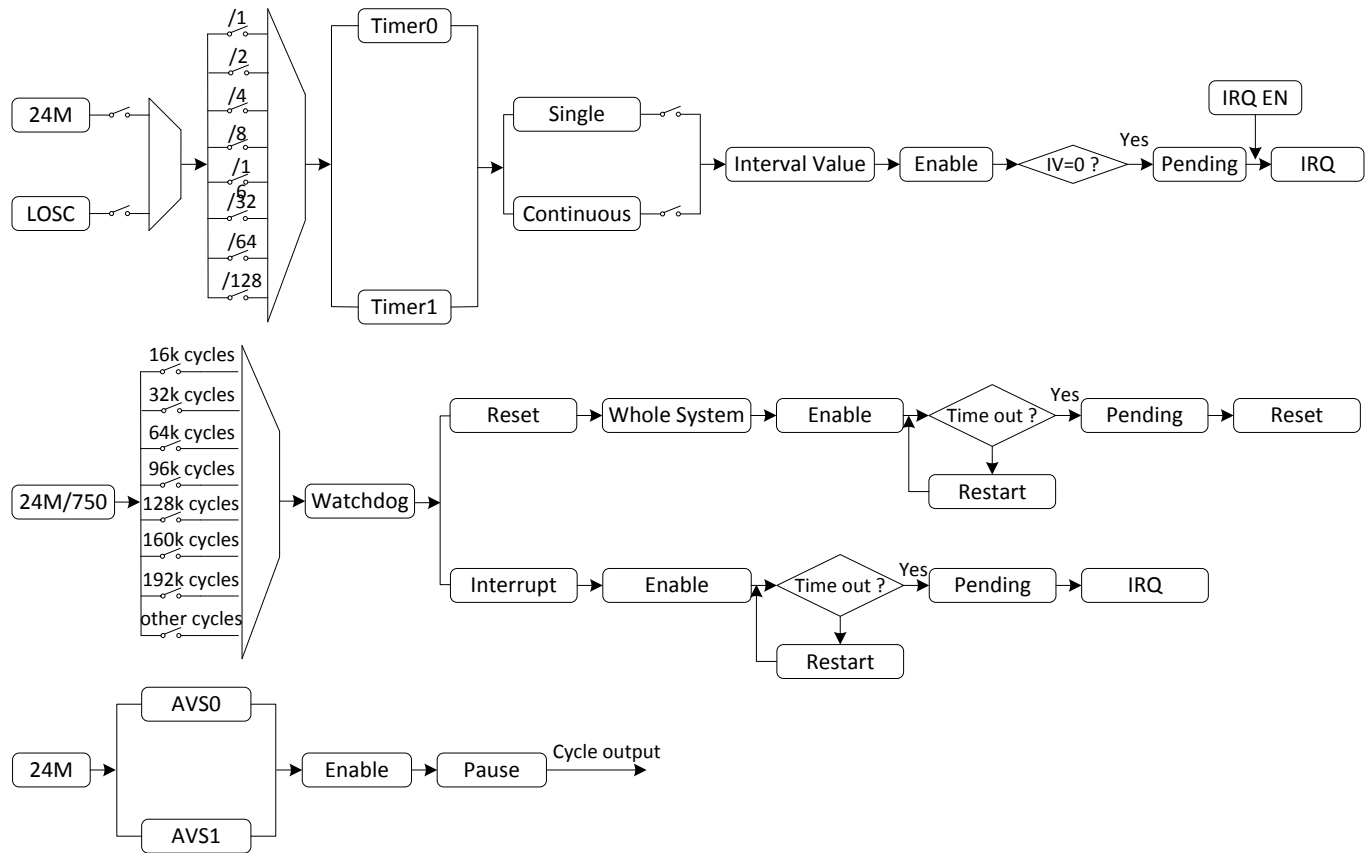 /1
/2
/4
/8
/1
6
/32
/64
/128
24M
LOSC
Timer0
Timer1
Single
Continuous
Interval Value
Enable
IV=0 ?
Yes
Pending
IRQ EN
IRQ
16k cycles
32k cycles
64k cycles
96k cycles
128k cycles
160k cycles
192k cycles
other cycles
24M/750
Watchdog
Reset
Whole System
Enable
Time out ?
Yes
Pending
Reset
Restart
Interrupt
Enable
Time out ?
Yes
Pending
IRQ
Restart
24M
AVS0
AVS1
Enable
Pause
Cycle output